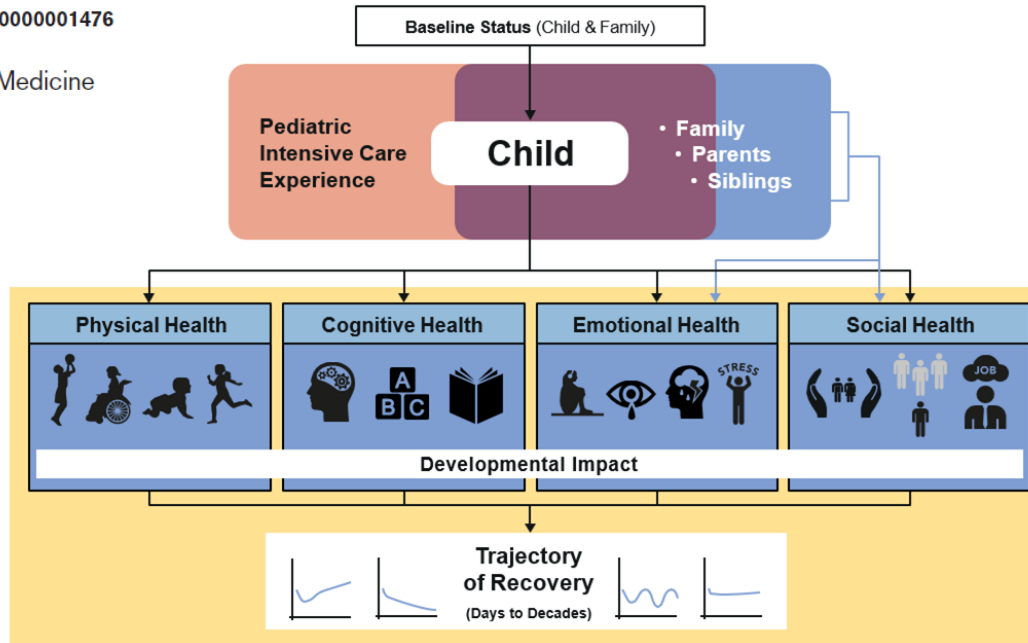 0000001476
Medicine
Baseline Status (Child & Family)
Pediatric
Intensive Care
Experience
Child
• Family
• Parents
• Siblings
Physical Health
Cognitive Health
Emotional Health
Social Health
A
B C
STRESS
JOB
Developmental Impact
Trajectory
of Recovery
(Days to Decades)